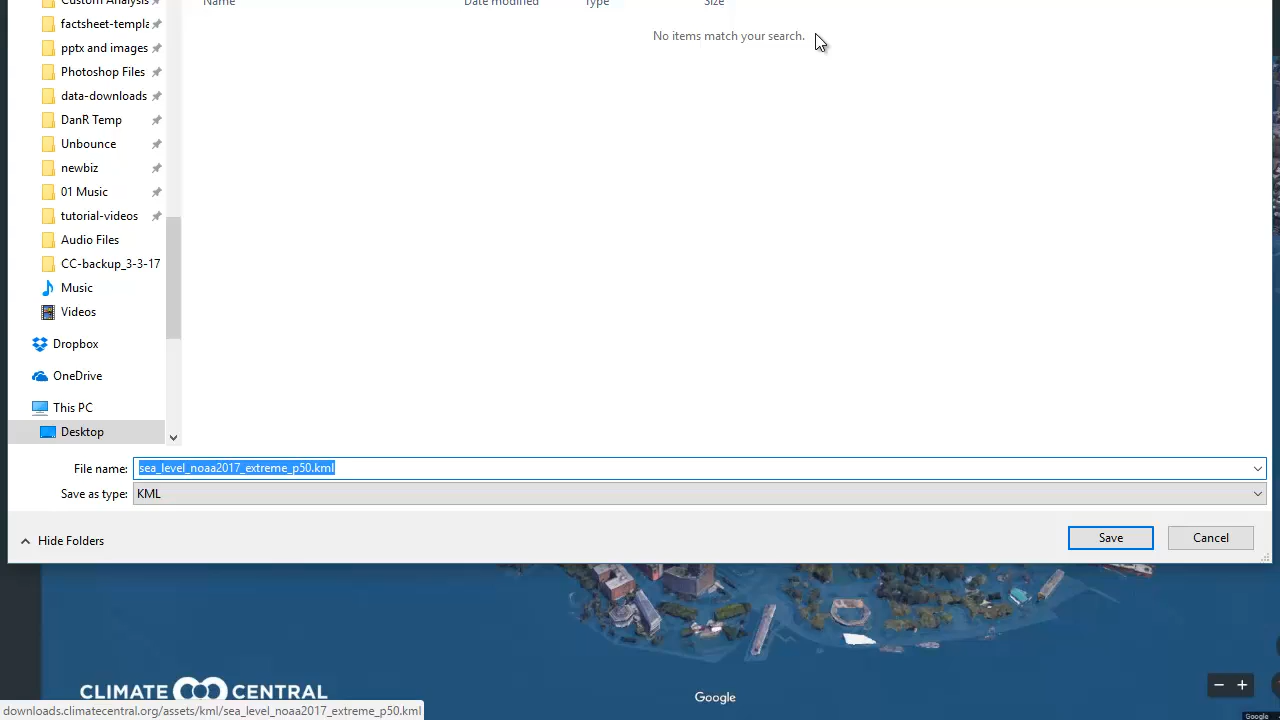 Name Date modified Type Size
Custom Analysis
No items match your search.
factsheet-templa
pptx and images
Photoshop Files
data-downloads
DanR Temp
Unbounce
newbiz
01 Music
tutorial-videos
Audio Files
CC-backup_3-3-17
Music
Videos
Dropbox
OneDrive
This PC
Desktop
File name: sea_level_noaa2017_extreme_p50.kml
Save as type: KML
Hide Folders
Save Cancel
CLIMATE CENTRAL
Google
downloads.climatecentral.org/assets/kml/sea_level_noaa2017_extreme_p50.kml
Google